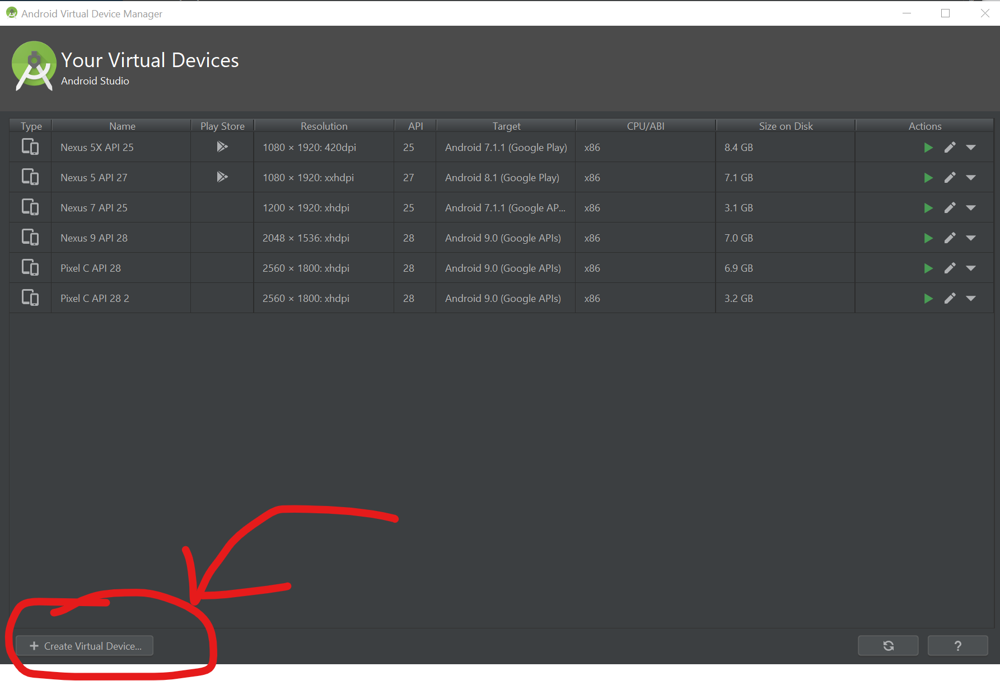 Android Virtual Device Manager
Your Virtual Devices
Android Studio
Type Name Play Store Resolution API Target CPU/ABI Size on Disk Actions
Nexus 5X API 25 1080 × 1920: 420dpi 25 Android 7.1.1 (Google Play) x86 8.4 GB
Nexus 5 API 27 1080 × 1920: xxhdpi 27 Android 8.1 (Google Play) x86 7.1 GB
Nexus 7 API 25 1200 × 1920: xhdpi 25 Android 7.1.1 (Google AP... x86 3.1 GB
Nexus 9 API 28 2048 × 1536: xhdpi 28 Android 9.0 (Google APIs) x86 7.0 GB
Pixel C API 28 2560 × 1800: xhdpi 28 Android 9.0 (Google APIs) x86 6.9 GB
Pixel C API 28 2 2560 × 1800: xhdpi 28 Android 9.0 (Google APIs) x86 3.2 GB
+ Create Virtual Device... ?